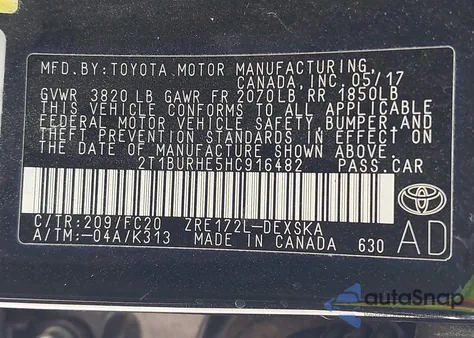 MFD.BY:TOYOTA MOTOR MANUFACTURING,
CANADA,INC. 05/17
GVWR 3820 LB GAWR FR 2070LB, RR 1850LB
THIS VEHICLE CONFORMS TO ALL APPLICABLE
FEDERAL MOTOR VEHICLE SAFETY,BUMPER,AND
THEFT PREVENTION STANDARDS IN EFFECT ON
THE DATE OF MANUFACTURE SHOWN ABOVE.
2T1BURHE5HC916482 PASS.CAR
C/TR:209/FC20 ZRE172L-DEXSKA
A/TM:-04A/K313 MADE IN CANADA 630
AD
autoSnap